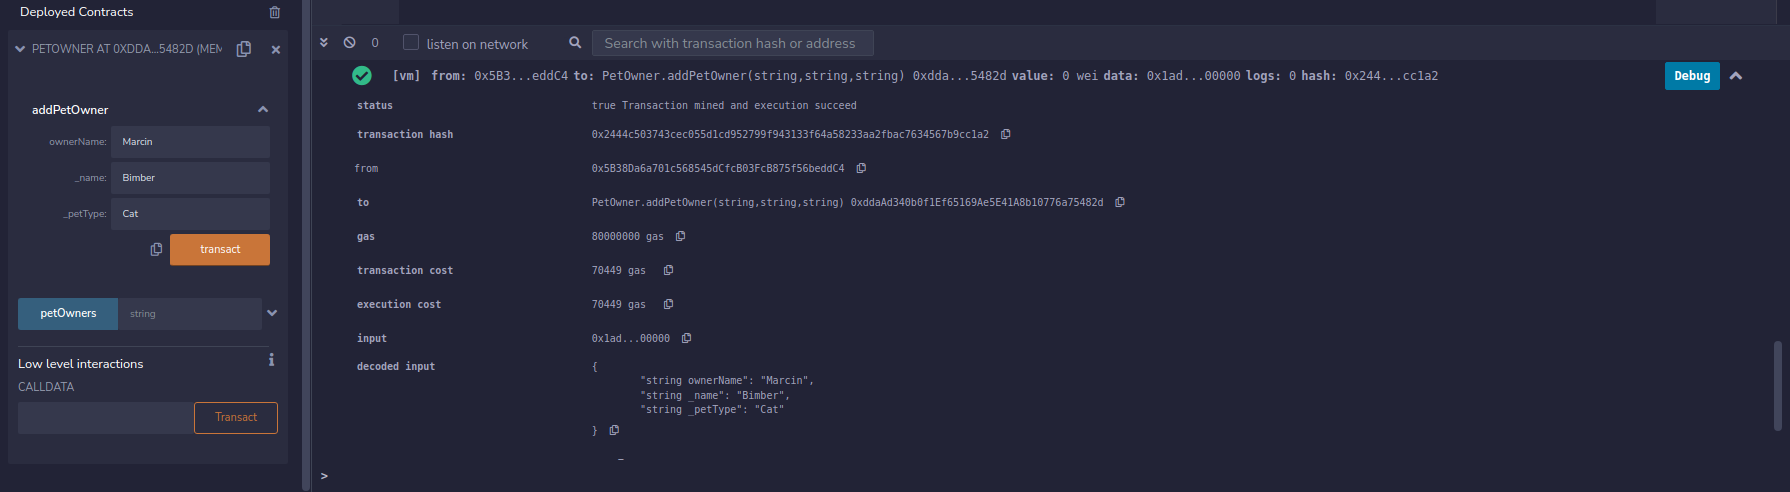 Deployed Contracts
PETOWNER AT 0XDDA...5482D (MEM
addPetOwner
ownerName: Marcin
_name: Bimber
_petType: Cat
transact
petOwners string
Low level interactions
i
CALLDATA
Transact
0 listen on network Search with transaction hash or address
[vm] from: 0x5B3...eddC4 to: PetOwner.addPetOwner(string,string,string) 0xdda...5482d value: 0 wei data: 0x1ad...00000 logs: 0 hash: 0x244...cc1a2 Debug
status true Transaction mined and execution succeed
transaction hash 0x2444c503743cec055d1cd952799f943133f64a58233aa2fbac7634567b9cc1a2
from 0x5B38Da6a701c568545dCfcB03FcB875f56beddC4
to PetOwner.addPetOwner(string,string,string) 0xddaAd340b0f1Ef65169Ae5E41A8b10776a75482d
gas 80000000 gas
transaction cost 70449 gas
execution cost 70449 gas
input 0x1ad...00000
decoded input {
"string ownerName": "Marcin",
"string _name": "Bimber",
"string _petType": "Cat"
}
>